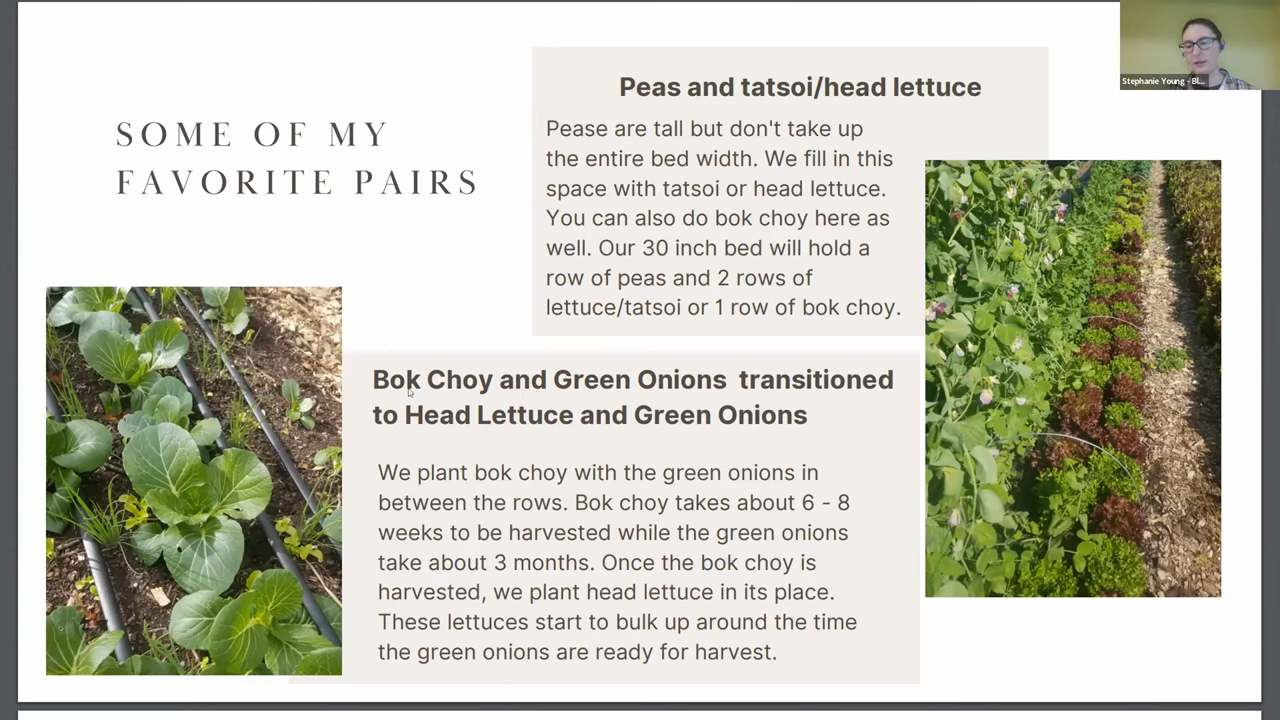 SOME OF MY
FAVORITE PAIRS
Peas and tatsoi/head lettuce
Pease are tall but don't take up
the entire bed width. We fill in this
space with tatsoi or head lettuce.
You can also do bok choy here as
well. Our 30 inch bed will hold a
row of peas and 2 rows of
lettuce/tatsoi or 1 row of bok choy.
Bok Choy and Green Onions transitioned
to Head Lettuce and Green Onions
We plant bok choy with the green onions in
between the rows. Bok choy takes about 6 - 8
weeks to be harvested while the green onions
take about 3 months. Once the bok choy is
harvested, we plant head lettuce in its place.
These lettuces start to bulk up around the time
the green onions are ready for harvest.
Stephanie Young - Bl...